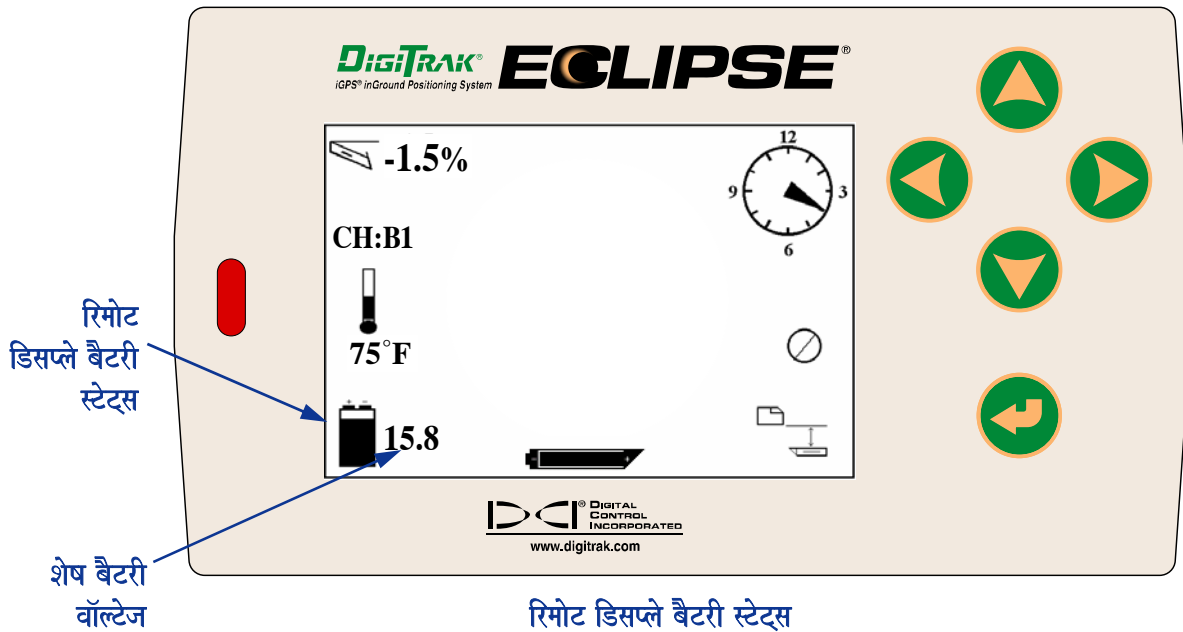 DIGITRAK®
iGPS® inGround Positioning System
ECLIPSE®
-1.5%
12
9
3
6
CH:B1
75°F
+ -
15.8
- +
रिमोट
डिसप्ले बैटरी
स्टेट्स
शेष बैटरी
वॉल्टेज
DCI® DIGITAL
CONTROL
INCORPORATED
www.digitrak.com
रिमोट डिसप्ले बैटरी स्टेट्स